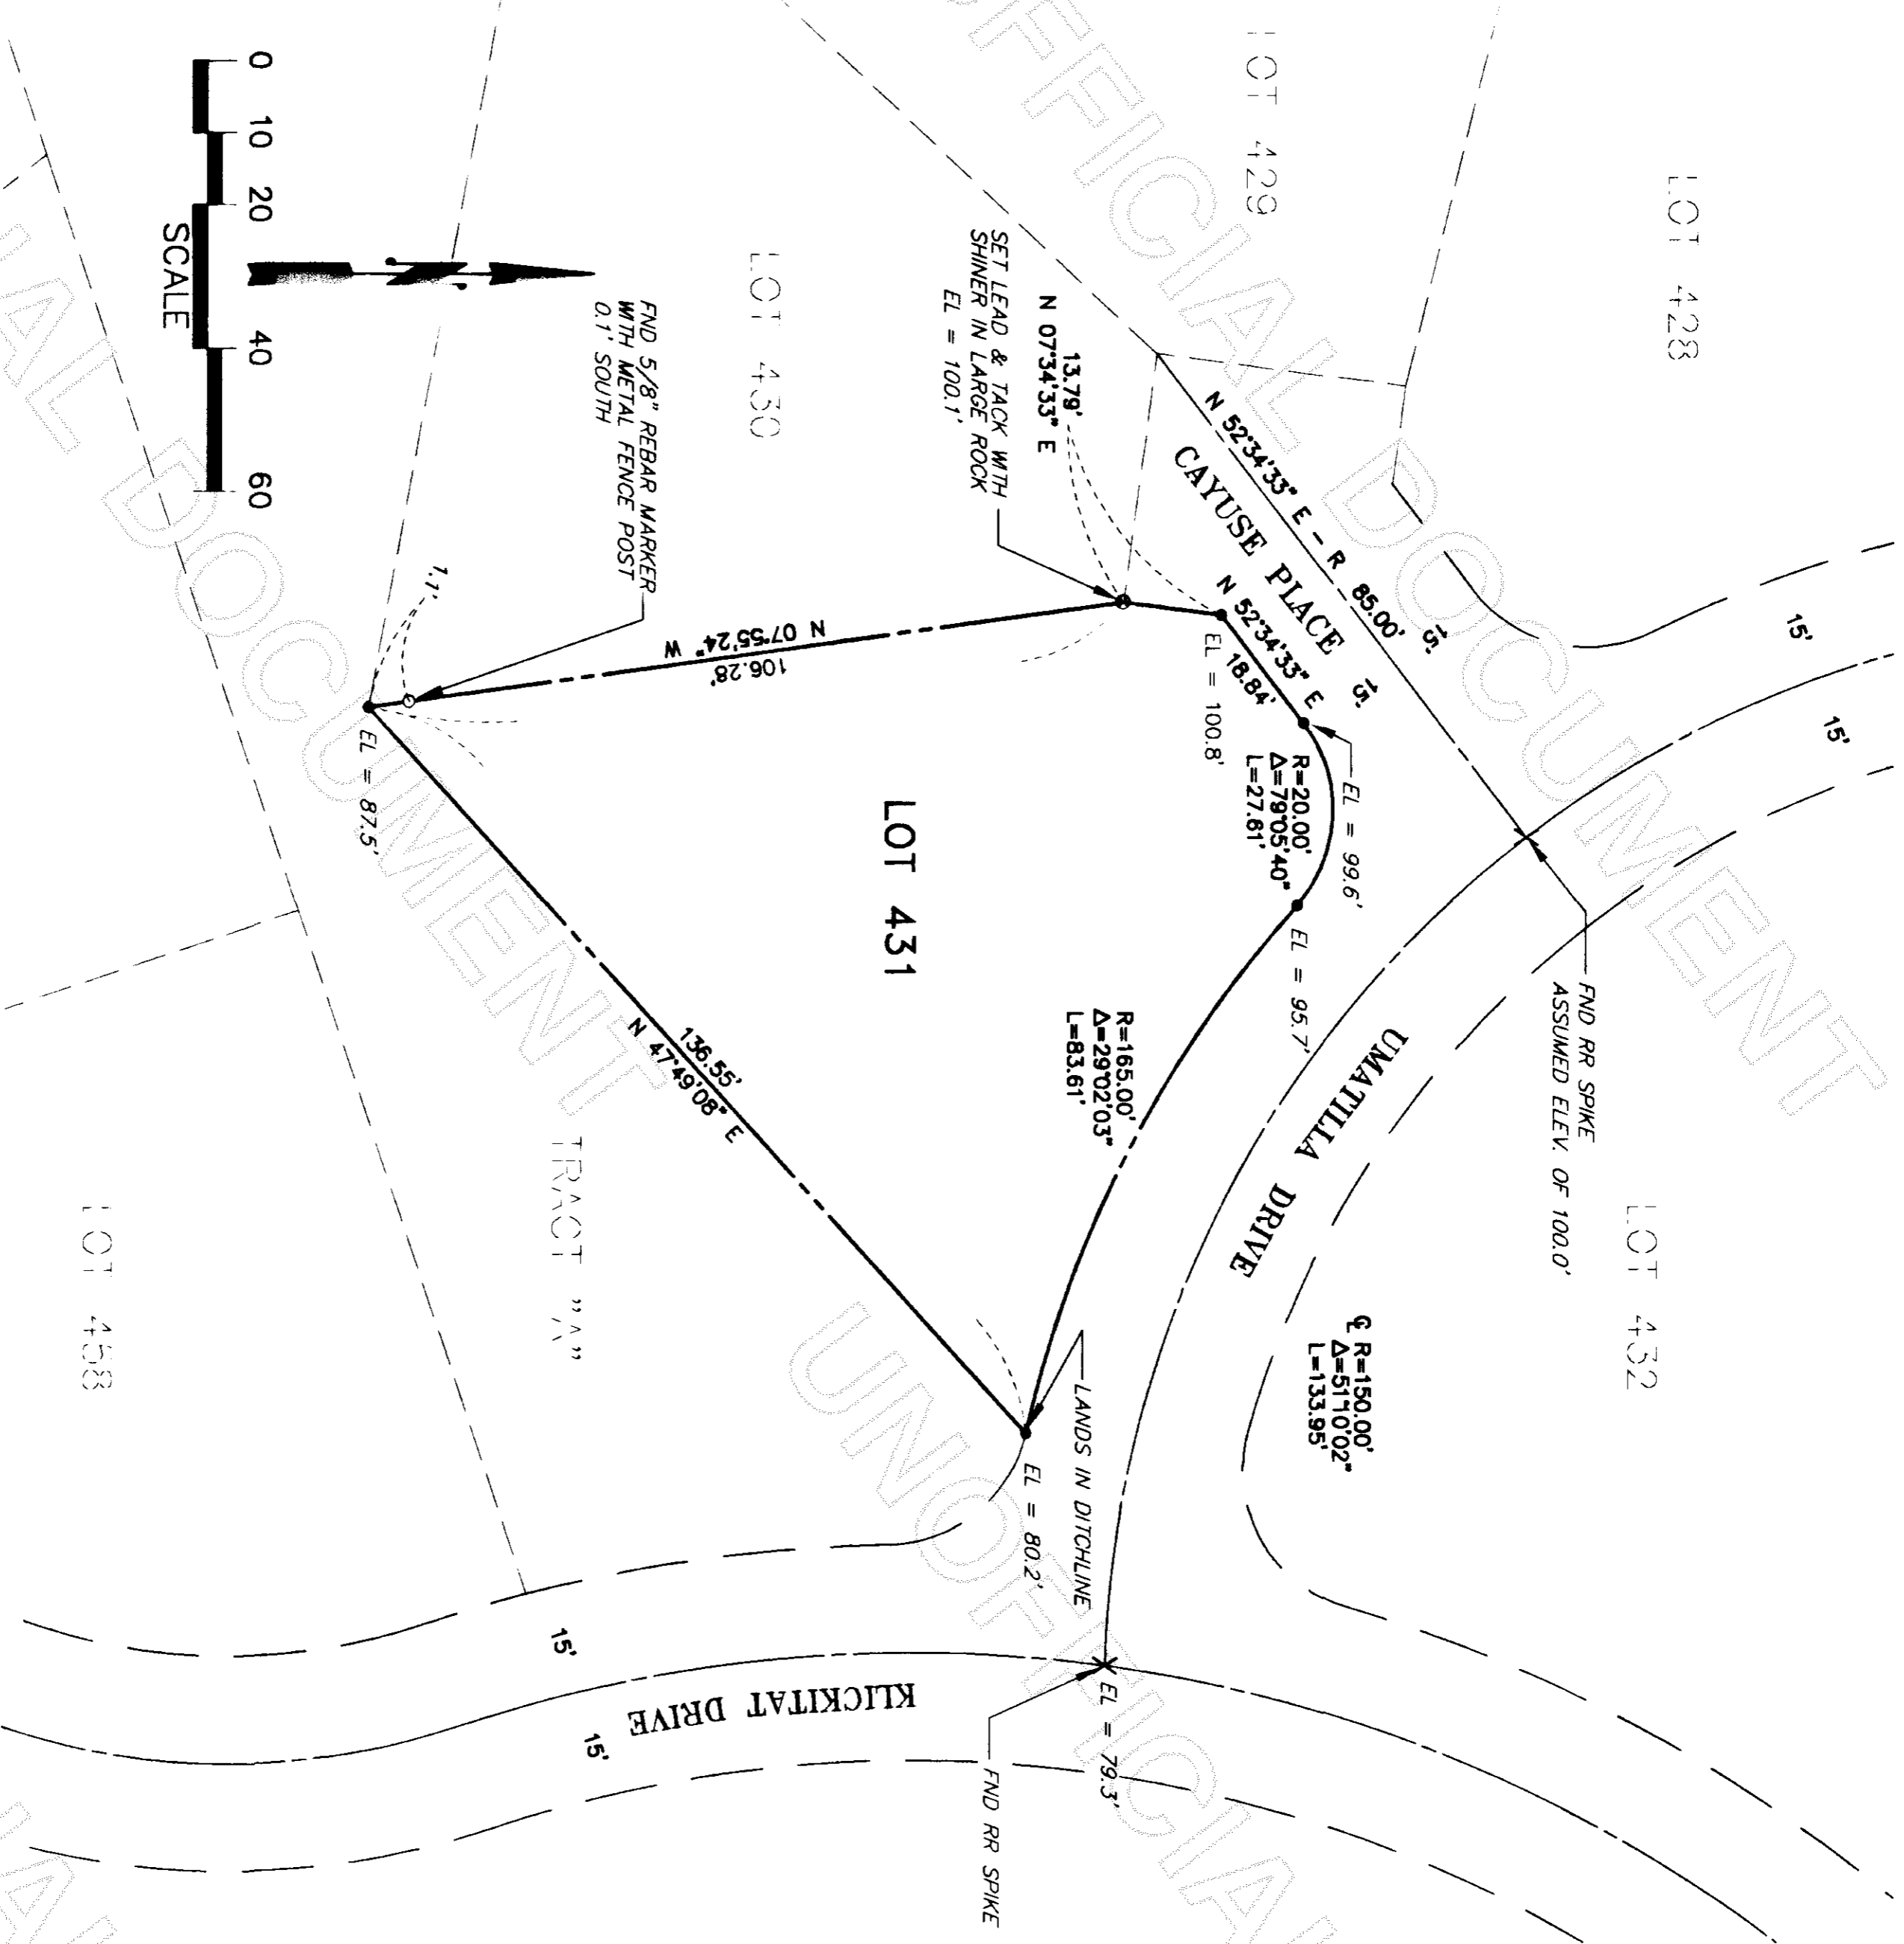 LOT 428
LOT 429
LOT 430
LOT 432
N 52°34'33" E - R 85.00'
15'
CAYUSE PLACE
15'
15'
15'
FND RR SPIKE
ASSUMED ELEV. OF 100.0'
SET LEAD & TACK WITH
SHINER IN LARGE ROCK
EL = 100.1'
13.79'
N 07°34'33" E
N 52°34'33" E
18.84'
EL = 100.8'
EL = 99.6'
R=20.00'
Δ=79°05'40"
L=27.61'
EL = 95.7'
UMATILLA DRIVE
℄ R=150.00'
Δ=51°10'02"
L=133.95'
R=165.00'
Δ=29°02'03"
L=83.61'
LOT 431
N 07°55'24" W
106.28'
FND 5/8" REBAR MARKER
WITH METAL FENCE POST
0.1' SOUTH
EL = 87.5'
136.55'
N 47°49'08" E
TRACT "A"
LOT 458
LANDS IN DITCHLINE
EL = 80.2'
EL = 79.3'
FND RR SPIKE
KLICKITAT DRIVE
15'
15'
0 10 20 40 60
SCALE
UNOFFICIAL DOCUMENT
UNOFFICIAL DOCUMENT
UNOFFICIAL